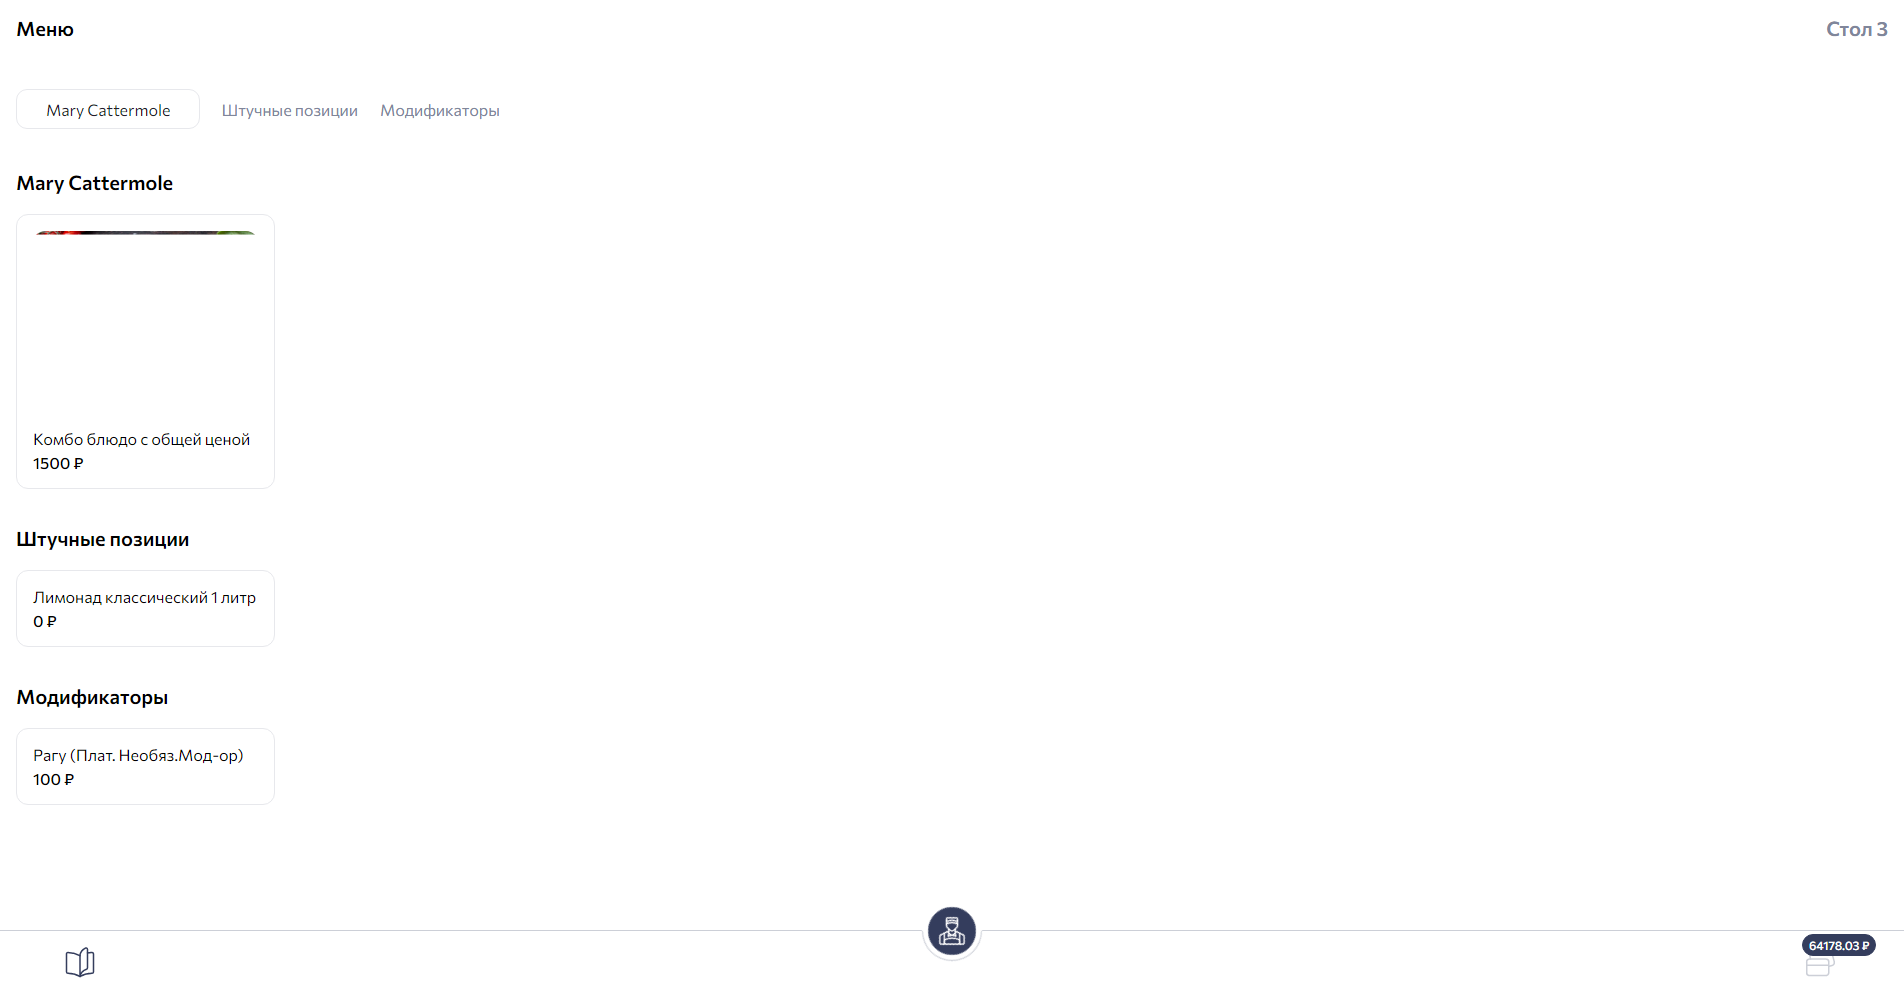 Меню
Стол 3
Mary Cattermole
Штучные позиции
Модификаторы
Mary Cattermole
Комбо блюдо с общей ценой
1500 ₽
Штучные позиции
Лимонад классический 1 литр
0 ₽
Модификаторы
Рагу (Плат. Необяз.Мод-ор)
100 ₽
64178.03 ₽